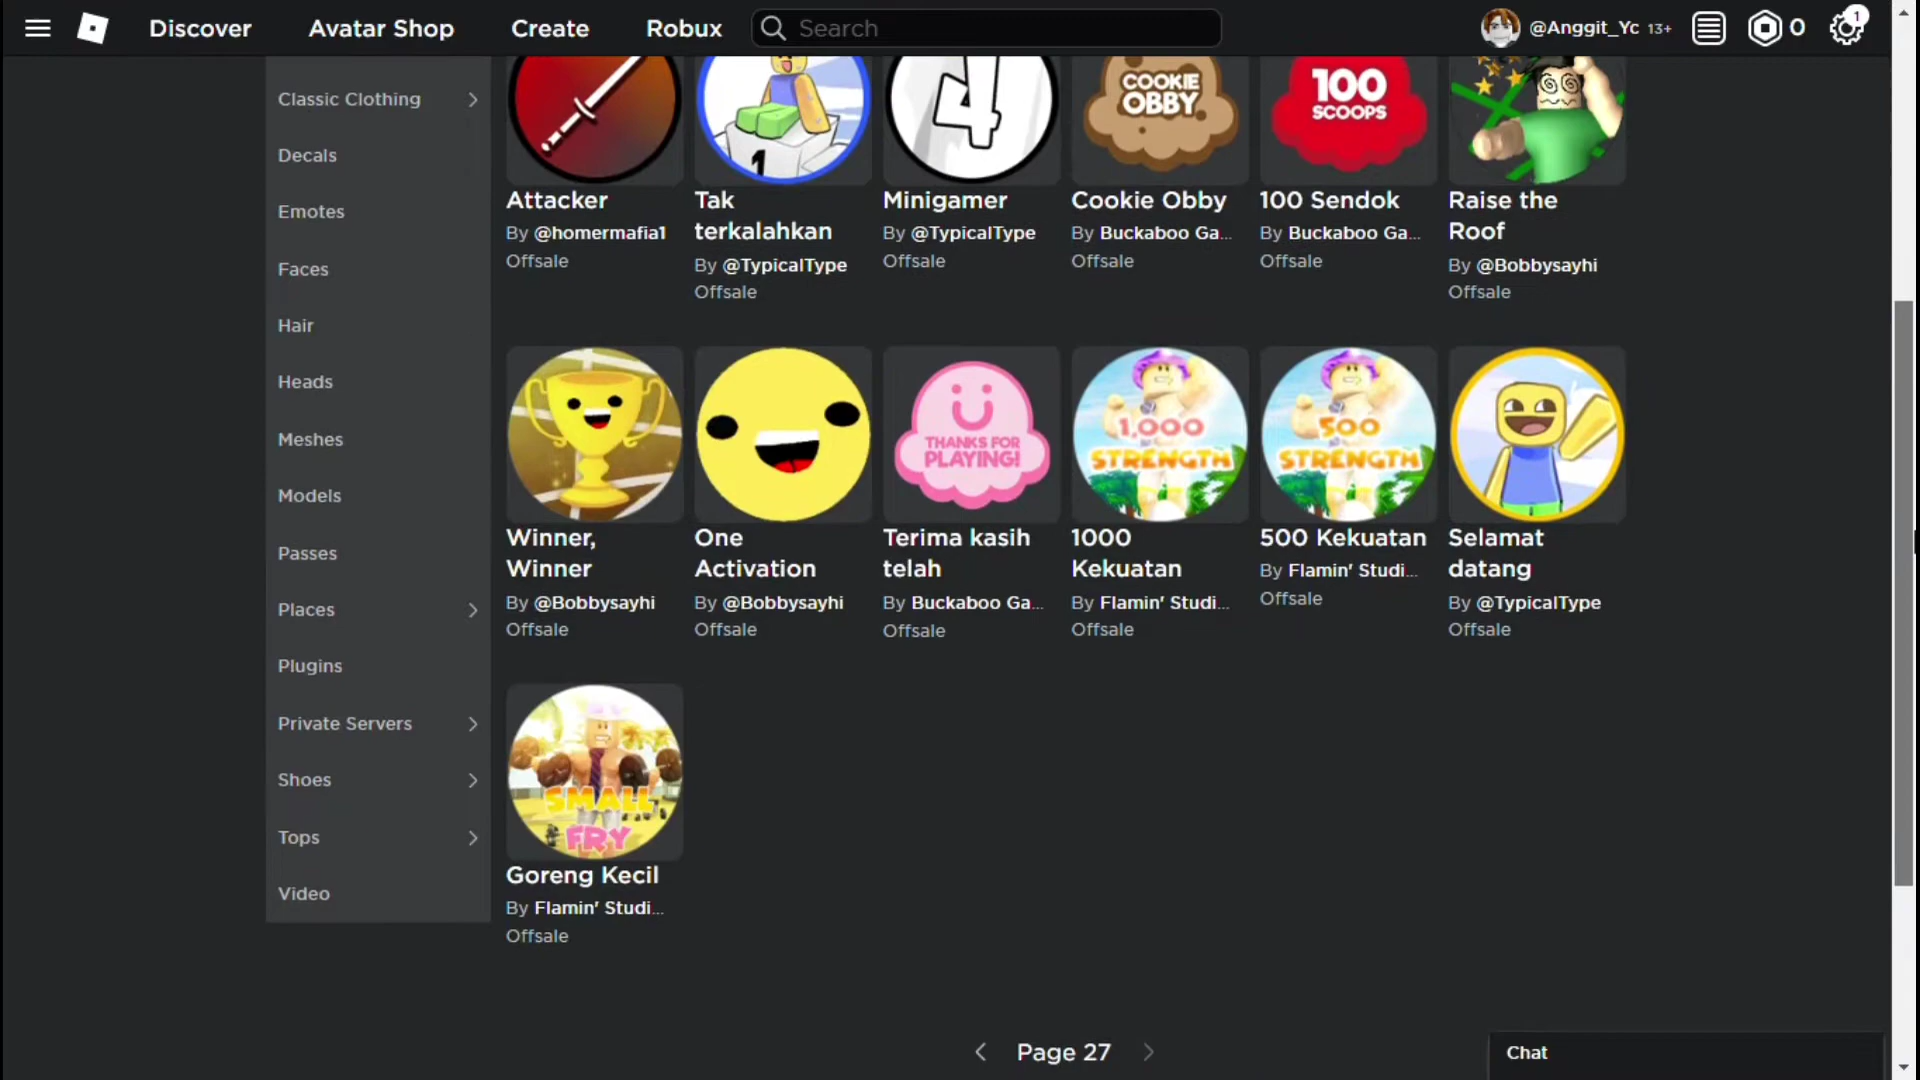 Discover Avatar Shop Create Robux Search @Anggit_Yc 13+ 0 1
Classic Clothing
Decals
Emotes
Faces
Hair
Heads
Meshes
Models
Passes
Places
Plugins
Private Servers
Shoes
Tops
Video
1
4
COOKIE
OBBY
100
SCOOPS
Attacker
By @homermafia1
Offsale
Tak
terkalahkan
By @TypicalType
Offsale
Minigamer
By @TypicalType
Offsale
Cookie Obby
By Buckaboo Ga...
Offsale
100 Sendok
By Buckaboo Ga...
Offsale
Raise the
Roof
By @Bobbysayhi
Offsale
Winner,
Winner
By @Bobbysayhi
Offsale
One
Activation
By @Bobbysayhi
Offsale
THANKS FOR
PLAYING!
Terima kasih
telah
By Buckaboo Ga...
Offsale
1,000
STRENGTH
1000
Kekuatan
By Flamin' Studi...
Offsale
500
STRENGTH
500 Kekuatan
By Flamin' Studi...
Offsale
Selamat
datang
By @TypicalType
Offsale
SMALL
FRY
Goreng Kecil
By Flamin' Studi...
Offsale
Page 27
Chat